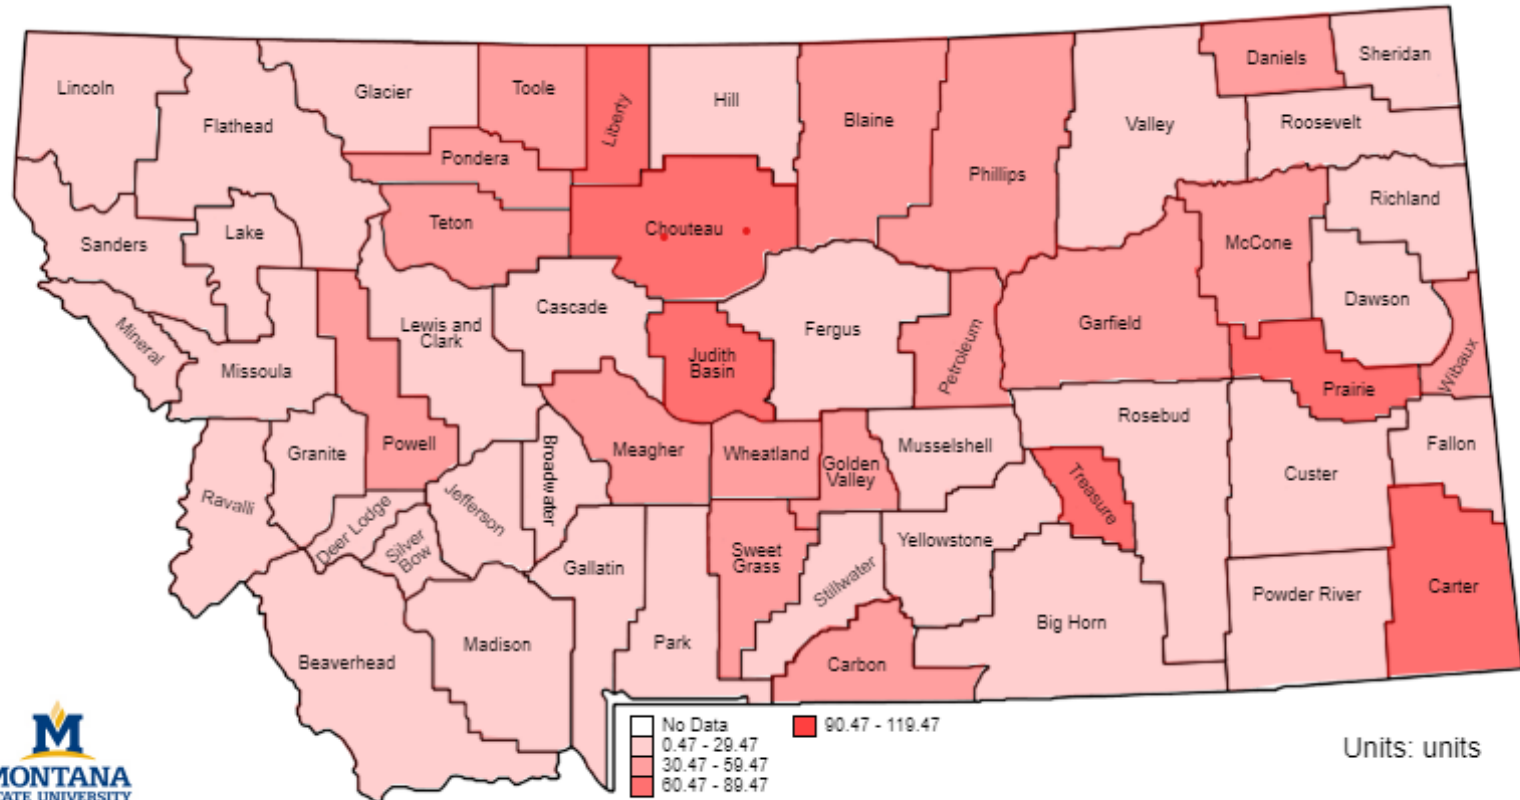 Lincoln
Flathead
Glacier
Toole
Liberty
Hill
Blaine
Phillips
Valley
Daniels
Sheridan
Roosevelt
Pondera
Teton
Chouteau
Richland
McCone
Sanders
Lake
Cascade
Fergus
Petroleum
Garfield
Dawson
Wibaux
Mineral
Missoula
Lewis and
Clark
Judith
Basin
Prairie
Powell
Granite
Meagher
Wheatland
Golden
Valley
Musselshell
Rosebud
Fallon
Custer
Treasure
Ravalli
Deer Lodge
Silver
Bow
Jefferson
Broadwater
Gallatin
Sweet
Grass
Stillwater
Yellowstone
Powder River
Carter
Beaverhead
Madison
Park
Carbon
Big Horn
No Data
0.47 - 29.47
30.47 - 59.47
60.47 - 89.47
90.47 - 119.47
Units: units
M
MONTANA
STATE UNIVERSITY